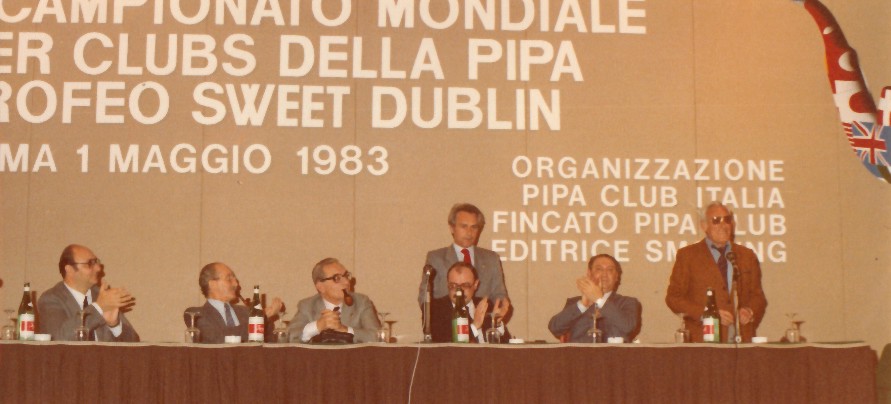 CAMPIONATO MONDIALE
ER CLUBS DELLA PIPA
ROFEO SWEET DUBLIN
MA 1 MAGGIO 1983
ORGANIZZAZIONE
PIPA CLUB ITALIA
FINCATO PIPA CLUB
EDITRICE SM NG